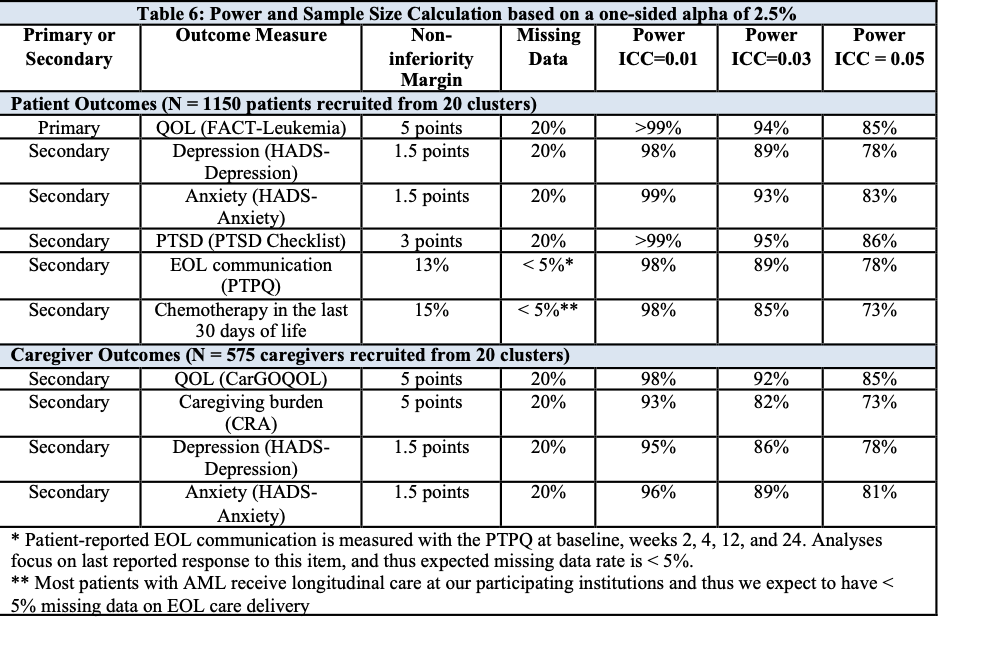 Table 6: Power and Sample Size Calculation based on a one-sided alpha of 2.5%
Primary or Secondary Outcome Measure Non-inferiority Margin Missing Data Power ICC=0.01 Power ICC=0.03 Power ICC = 0.05
Patient Outcomes (N = 1150 patients recruited from 20 clusters)
Primary QOL (FACT-Leukemia) 5 points 20% >99% 94% 85%
Secondary Depression (HADS-Depression) 1.5 points 20% 98% 89% 78%
Secondary Anxiety (HADS-Anxiety) 1.5 points 20% 99% 93% 83%
Secondary PTSD (PTSD Checklist) 3 points 20% >99% 95% 86%
Secondary EOL communication (PTPQ) 13% < 5%* 98% 89% 78%
Secondary Chemotherapy in the last 30 days of life 15% < 5%** 98% 85% 73%
Caregiver Outcomes (N = 575 caregivers recruited from 20 clusters)
Secondary QOL (CarGOQOL) 5 points 20% 98% 92% 85%
Secondary Caregiving burden (CRA) 5 points 20% 93% 82% 73%
Secondary Depression (HADS-Depression) 1.5 points 20% 95% 86% 78%
Secondary Anxiety (HADS-Anxiety) 1.5 points 20% 96% 89% 81%
* Patient-reported EOL communication is measured with the PTPQ at baseline, weeks 2, 4, 12, and 24. Analyses
focus on last reported response to this item, and thus expected missing data rate is < 5%.
** Most patients with AML receive longitudinal care at our participating institutions and thus we expect to have <
5% missing data on EOL care delivery